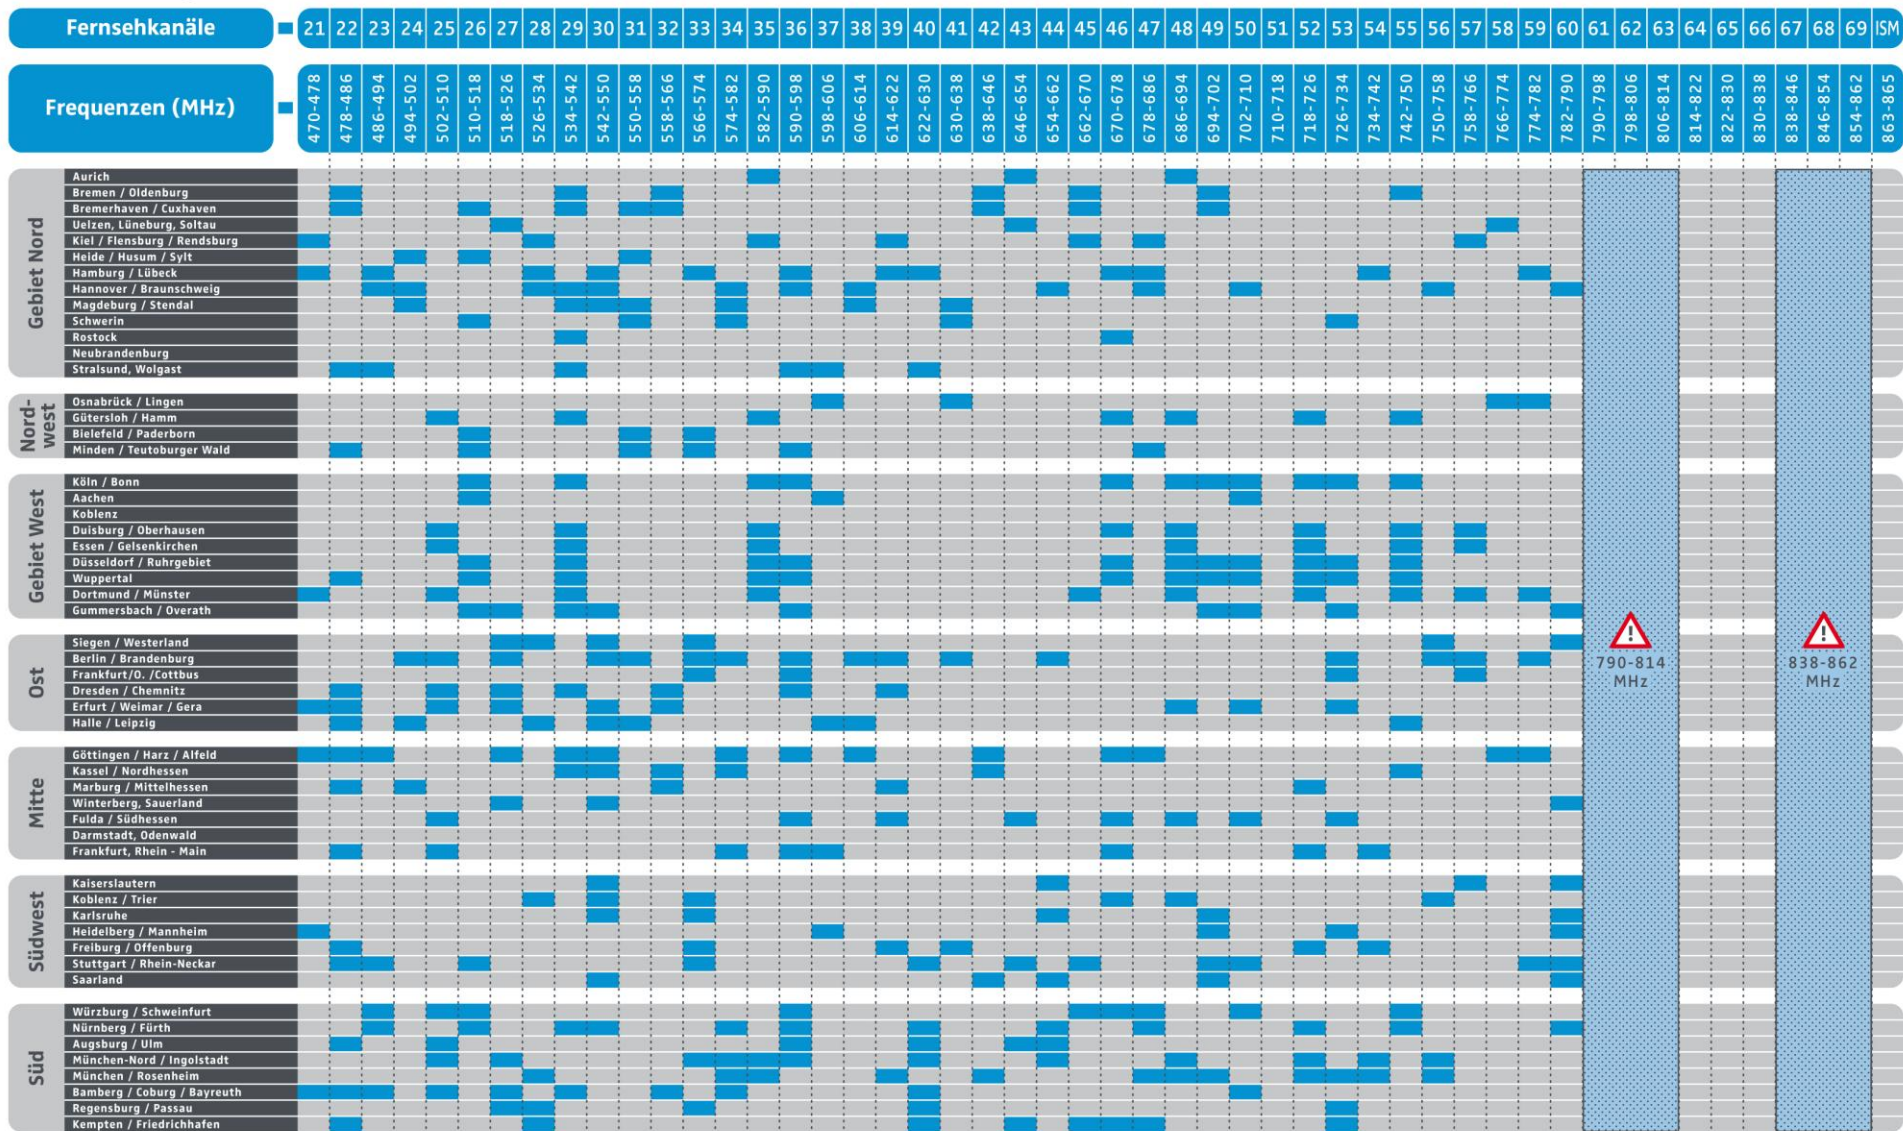 Fernsehkanäle 21 22 23 24 25 26 27 28 29 30 31 32 33 34 35 36 37 38 39 40 41 42 43 44 45 46 47 48 49 50 51 52 53 54 55 56 57 58 59 60 61 62 63 64 65 66 67 68 69 ISM
Frequenzen (MHz) 470-478 478-486 486-494 494-502 502-510 510-518 518-526 526-534 534-542 542-550 550-558 558-566 566-574 574-582 582-590 590-598 598-606 606-614 614-622 622-630 630-638 638-646 646-654 654-662 662-670 670-678 678-686 686-694 694-702 702-710 710-718 718-726 726-734 734-742 742-750 750-758 758-766 766-774 774-782 782-790 790-798 798-806 806-814 814-822 822-830 830-838 838-846 846-854 854-862 863-865
Gebiet Nord
Aurich
Bremen / Oldenburg
Bremerhaven / Cuxhaven
Uelzen, Lüneburg, Soltau
Kiel / Flensburg / Rendsburg
Heide / Husum / Sylt
Hamburg / Lübeck
Hannover / Braunschweig
Magdeburg / Stendal
Schwerin
Rostock
Neubrandenburg
Stralsund, Wolgast
Nord-
west
Osnabrück / Lingen
Gütersloh / Hamm
Bielefeld / Paderborn
Minden / Teutoburger Wald
Gebiet West
Köln / Bonn
Aachen
Koblenz
Duisburg / Oberhausen
Essen / Gelsenkirchen
Düsseldorf / Ruhrgebiet
Wuppertal
Dortmund / Münster
Gummersbach / Overath
Ost
Siegen / Westerland
Berlin / Brandenburg
Frankfurt/O. /Cottbus
Dresden / Chemnitz
Erfurt / Weimar / Gera
Halle / Leipzig
! !
790-814 838-862
MHz MHz
Mitte
Göttingen / Harz / Alfeld
Kassel / Nordhessen
Marburg / Mittelhessen
Winterberg, Sauerland
Fulda / Südhessen
Darmstadt, Odenwald
Frankfurt, Rhein - Main
Südwest
Kaiserslautern
Koblenz / Trier
Karlsruhe
Heidelberg / Mannheim
Freiburg / Offenburg
Stuttgart / Rhein-Neckar
Saarland
Süd
Würzburg / Schweinfurt
Nürnberg / Fürth
Augsburg / Ulm
München-Nord / Ingolstadt
München / Rosenheim
Bamberg / Coburg / Bayreuth
Regensburg / Passau
Kempten / Friedrichhafen